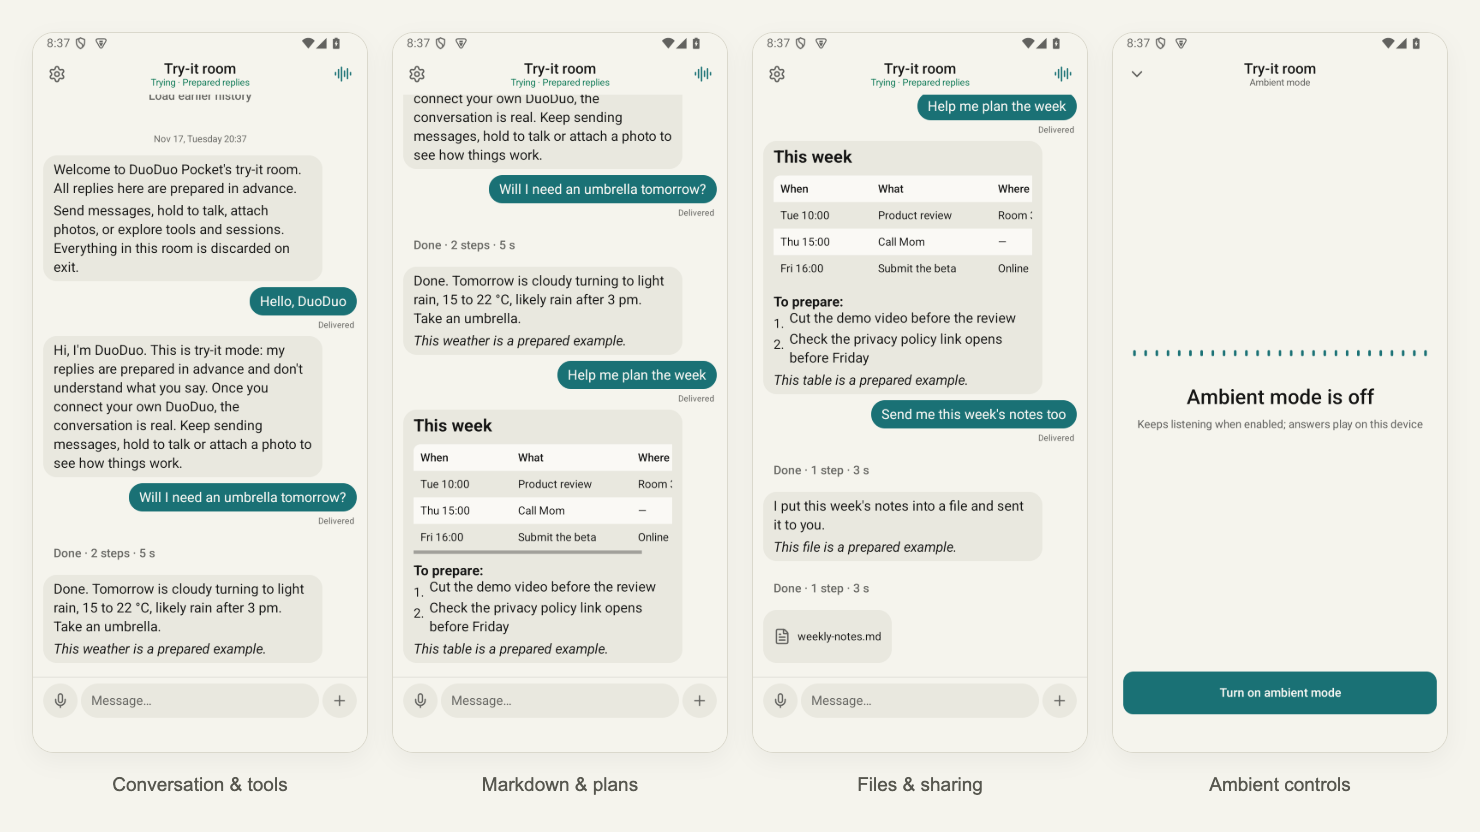 8:37
Try-it room
Trying · Prepared replies
Load earlier history
Nov 17, Tuesday 20:37
Welcome to DuoDuo Pocket's try-it room.
All replies here are prepared in advance.
Send messages, hold to talk, attach
photos, or explore tools and sessions.
Everything in this room is discarded on
exit.
Hello, DuoDuo
Delivered
Hi, I'm DuoDuo. This is try-it mode: my
replies are prepared in advance and don't
understand what you say. Once you
connect your own DuoDuo, the
conversation is real. Keep sending
messages, hold to talk or attach a photo to
see how things work.
Will I need an umbrella tomorrow?
Delivered
Done · 2 steps · 5 s
Done. Tomorrow is cloudy turning to light
rain, 15 to 22 °C, likely rain after 3 pm.
Take an umbrella.
This weather is a prepared example.
Message...
Conversation & tools
8:37
Try-it room
Trying · Prepared replies
connect your own DuoDuo, the
conversation is real. Keep sending
messages, hold to talk or attach a photo to
see how things work.
Will I need an umbrella tomorrow?
Delivered
Done · 2 steps · 5 s
Done. Tomorrow is cloudy turning to light
rain, 15 to 22 °C, likely rain after 3 pm.
Take an umbrella.
This weather is a prepared example.
Help me plan the week
Delivered
This week
When What Where
Tue 10:00 Product review Room
Thu 15:00 Call Mom –
Fri 16:00 Submit the beta Online
To prepare:
1. Cut the demo video before the review
2. Check the privacy policy link opens
before Friday
This table is a prepared example.
Message...
Markdown & plans
8:37
Try-it room
Trying · Prepared replies
Help me plan the week
Delivered
This week
When What Where
Tue 10:00 Product review Room
Thu 15:00 Call Mom –
Fri 16:00 Submit the beta Online
To prepare:
1. Cut the demo video before the review
2. Check the privacy policy link opens
before Friday
This table is a prepared example.
Send me this week's notes too
Delivered
Done · 1 step · 3 s
I put this week's notes into a file and sent
it to you.
This file is a prepared example.
Done · 1 step · 3 s
weekly-notes.md
Message...
Files & sharing
8:37
Try-it room
Ambient mode
Ambient mode is off
Keeps listening when enabled; answers play on this device
Turn on ambient mode
Ambient controls